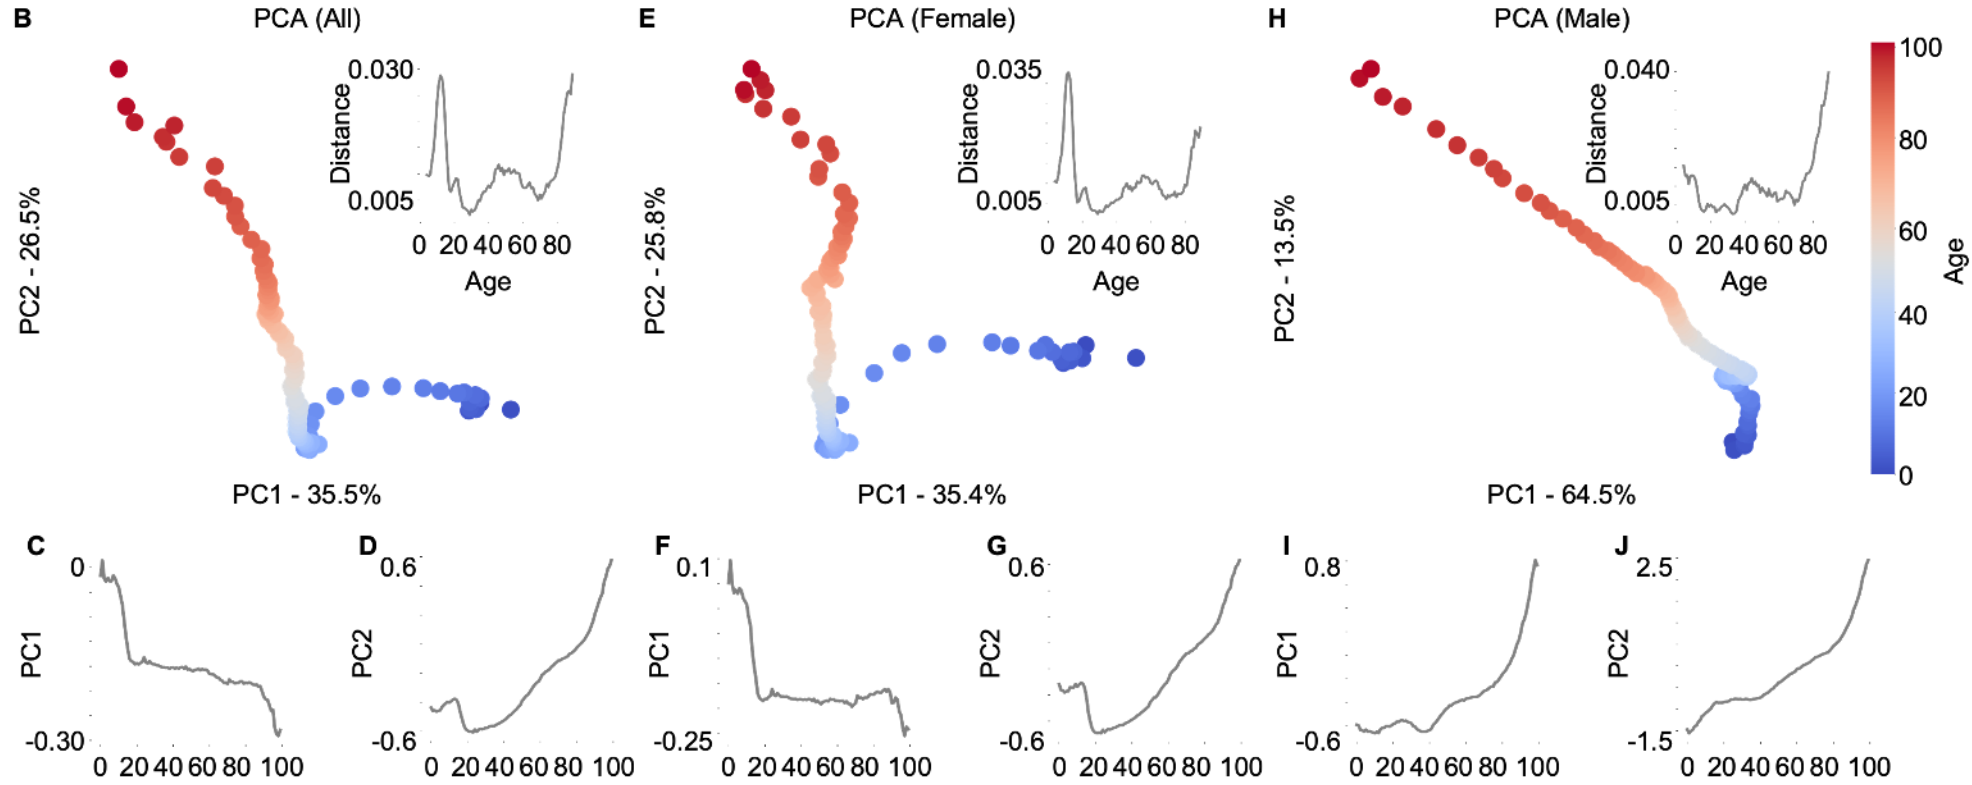 B PCA (All)
PC2 - 26.5%
0.030
Distance
0.005
0 20 40 60 80
Age
PC1 - 35.5%
E PCA (Female)
PC2 - 25.8%
0.035
Distance
0.005
0 20 40 60 80
Age
PC1 - 35.4%
H PCA (Male)
PC2 - 13.5%
0.040
Distance
0.005
0 20 40 60 80
Age
PC1 - 64.5%
100
80
60
40
20
0
Age
C
0
PC1
-0.30
0 20 40 60 80 100
D
0.6
PC2
-0.6
0 20 40 60 80 100
F
0.1
PC1
-0.25
0 20 40 60 80 100
G
0.6
PC2
-0.6
0 20 40 60 80 100
I
0.8
PC1
-0.6
0 20 40 60 80 100
J
2.5
PC2
-1.5
0 20 40 60 80 100